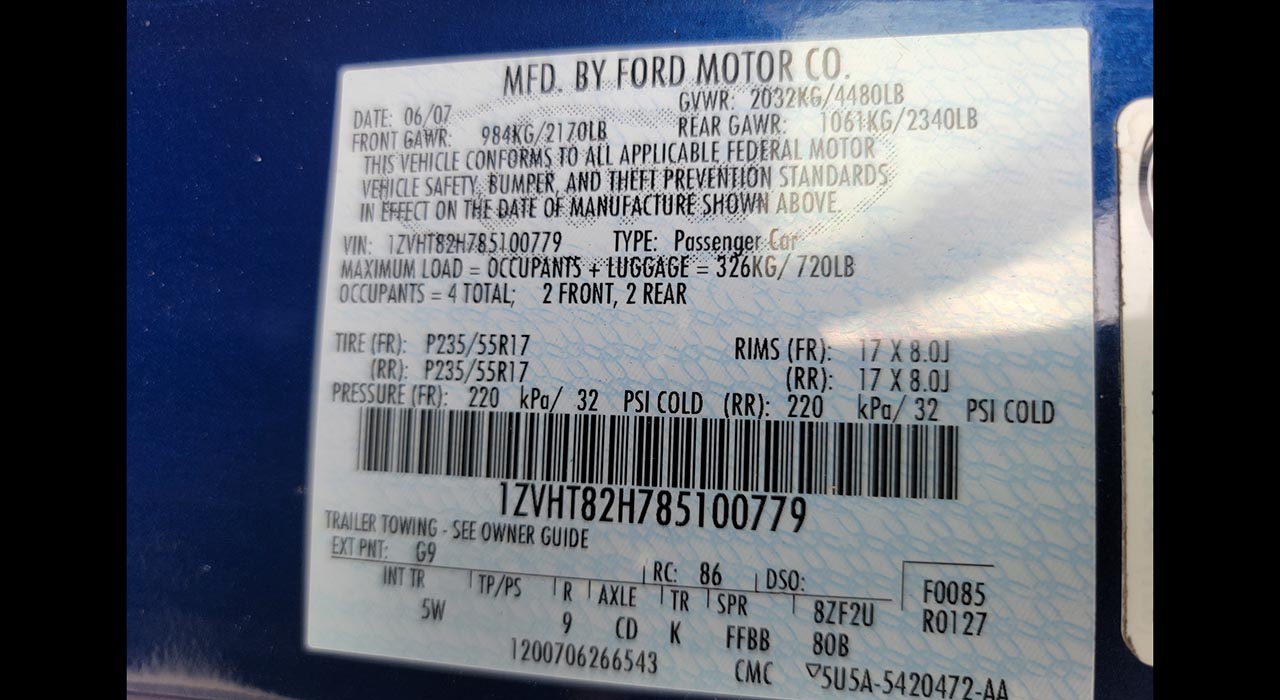 MFD. BY FORD MOTOR CO.
DATE: 06/07 GVWR: 2032KG/4480LB
FRONT GAWR: 984KG/2170LB REAR GAWR: 1061KG/2340LB
THIS VEHICLE CONFORMS TO ALL APPLICABLE FEDERAL MOTOR
VEHICLE SAFETY, BUMPER, AND THEFT PREVENTION STANDARDS
IN EFFECT ON THE DATE OF MANUFACTURE SHOWN ABOVE.
VIN: 1ZVHT82H785100779 TYPE: Passenger Car
MAXIMUM LOAD = OCCUPANTS + LUGGAGE = 326KG/ 720LB
OCCUPANTS = 4 TOTAL; 2 FRONT, 2 REAR
TIRE (FR): P235/55R17 RIMS (FR): 17 X 8.0J
(RR): P235/55R17 (RR): 17 X 8.0J
PRESSURE (FR): 220 kPa/ 32 PSI COLD (RR): 220 kPa/ 32 PSI COLD
1ZVHT82H785100779
TRAILER TOWING - SEE OWNER GUIDE
EXT PNT: G9 RC: 86 DSO: F0085
INT TR TP/PS R AXLE TR SPR 8ZF2U R0127
5W 9 CD K FFBB 80B
1200706266543 CMC ▽5U5A-5420472-AA